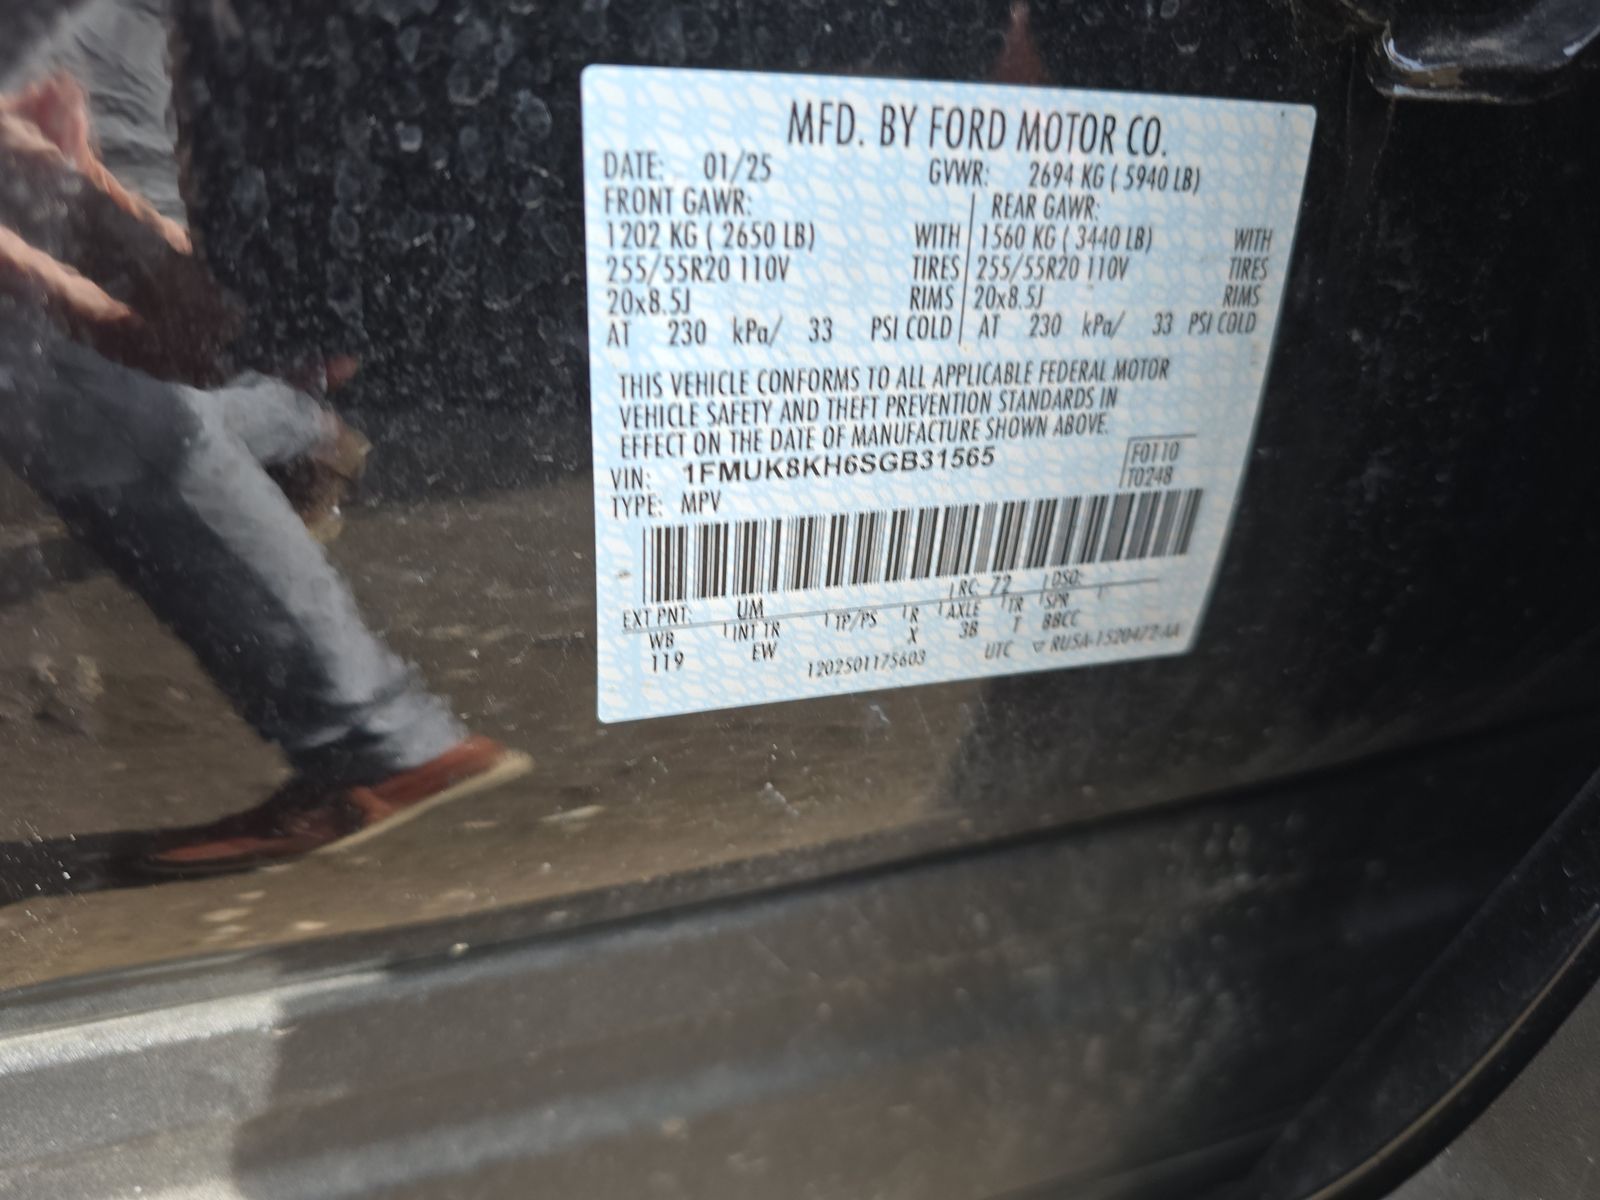 MFD. BY FORD MOTOR CO.
DATE: 01/25 GVWR: 2694 KG ( 5940 LB)
FRONT GAWR: REAR GAWR:
1202 KG ( 2650 LB) WITH 1560 KG ( 3440 LB) WITH
255/55R20 110V TIRES 255/55R20 110V TIRES
20x8.5J RIMS 20x8.5J RIMS
AT 230 kPa/ 33 PSI COLD AT 230 kPa/ 33 PSI COLD
THIS VEHICLE CONFORMS TO ALL APPLICABLE FEDERAL MOTOR
VEHICLE SAFETY AND THEFT PREVENTION STANDARDS IN
EFFECT ON THE DATE OF MANUFACTURE SHOWN ABOVE.
VIN: 1FMUK8KH6SGB31565 F0110
TYPE: MPV T0248
EXT PNT: UM RC: 72 DSO:
WB INT TR TP/PS R AXLE TR SPR
119 EW X 3B T BBCC
1202501175603 UTC ▽ RUSA-1520472-AA